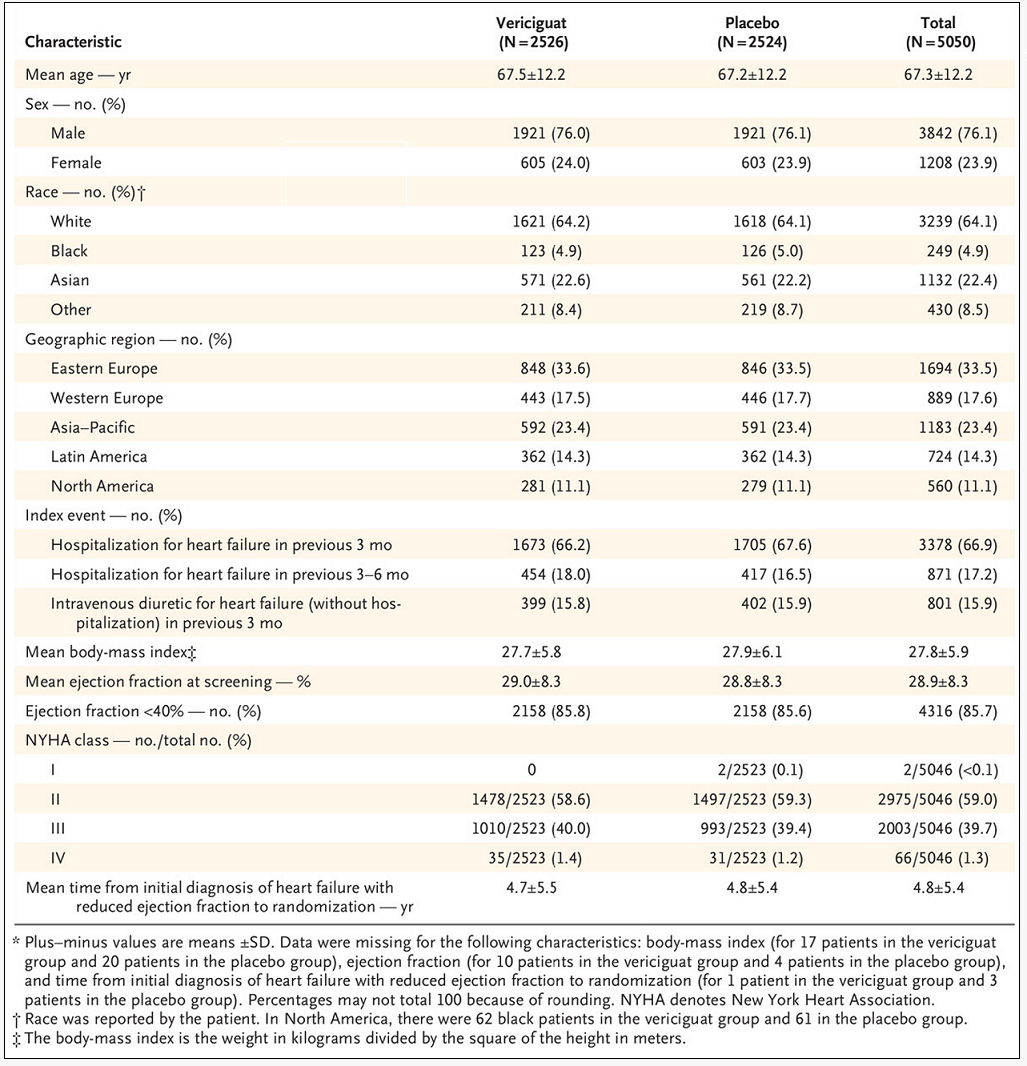 Characteristic Vericiguat (N=2526) Placebo (N=2524) Total (N=5050)
Mean age — yr 67.5±12.2 67.2±12.2 67.3±12.2
Sex — no. (%)
Male 1921 (76.0) 1921 (76.1) 3842 (76.1)
Female 605 (24.0) 603 (23.9) 1208 (23.9)
Race — no. (%)†
White 1621 (64.2) 1618 (64.1) 3239 (64.1)
Black 123 (4.9) 126 (5.0) 249 (4.9)
Asian 571 (22.6) 561 (22.2) 1132 (22.4)
Other 211 (8.4) 219 (8.7) 430 (8.5)
Geographic region — no. (%)
Eastern Europe 848 (33.6) 846 (33.5) 1694 (33.5)
Western Europe 443 (17.5) 446 (17.7) 889 (17.6)
Asia–Pacific 592 (23.4) 591 (23.4) 1183 (23.4)
Latin America 362 (14.3) 362 (14.3) 724 (14.3)
North America 281 (11.1) 279 (11.1) 560 (11.1)
Index event — no. (%)
Hospitalization for heart failure in previous 3 mo 1673 (66.2) 1705 (67.6) 3378 (66.9)
Hospitalization for heart failure in previous 3–6 mo 454 (18.0) 417 (16.5) 871 (17.2)
Intravenous diuretic for heart failure (without hos- 399 (15.8) 402 (15.9) 801 (15.9)
pitalization) in previous 3 mo
Mean body-mass index‡ 27.7±5.8 27.9±6.1 27.8±5.9
Mean ejection fraction at screening — % 29.0±8.3 28.8±8.3 28.9±8.3
Ejection fraction <40% — no. (%) 2158 (85.8) 2158 (85.6) 4316 (85.7)
NYHA class — no./total no. (%)
I 0 2/2523 (0.1) 2/5046 (<0.1)
II 1478/2523 (58.6) 1497/2523 (59.3) 2975/5046 (59.0)
III 1010/2523 (40.0) 993/2523 (39.4) 2003/5046 (39.7)
IV 35/2523 (1.4) 31/2523 (1.2) 66/5046 (1.3)
Mean time from initial diagnosis of heart failure with 4.7±5.5 4.8±5.4 4.8±5.4
reduced ejection fraction to randomization — yr
* Plus–minus values are means ±SD. Data were missing for the following characteristics: body-mass index (for 17 patients in the vericiguat
group and 20 patients in the placebo group), ejection fraction (for 10 patients in the vericiguat group and 4 patients in the placebo group),
and time from initial diagnosis of heart failure with reduced ejection fraction to randomization (for 1 patient in the vericiguat group and 3
patients in the placebo group). Percentages may not total 100 because of rounding. NYHA denotes New York Heart Association.
† Race was reported by the patient. In North America, there were 62 black patients in the vericiguat group and 61 in the placebo group.
‡ The body-mass index is the weight in kilograms divided by the square of the height in meters.